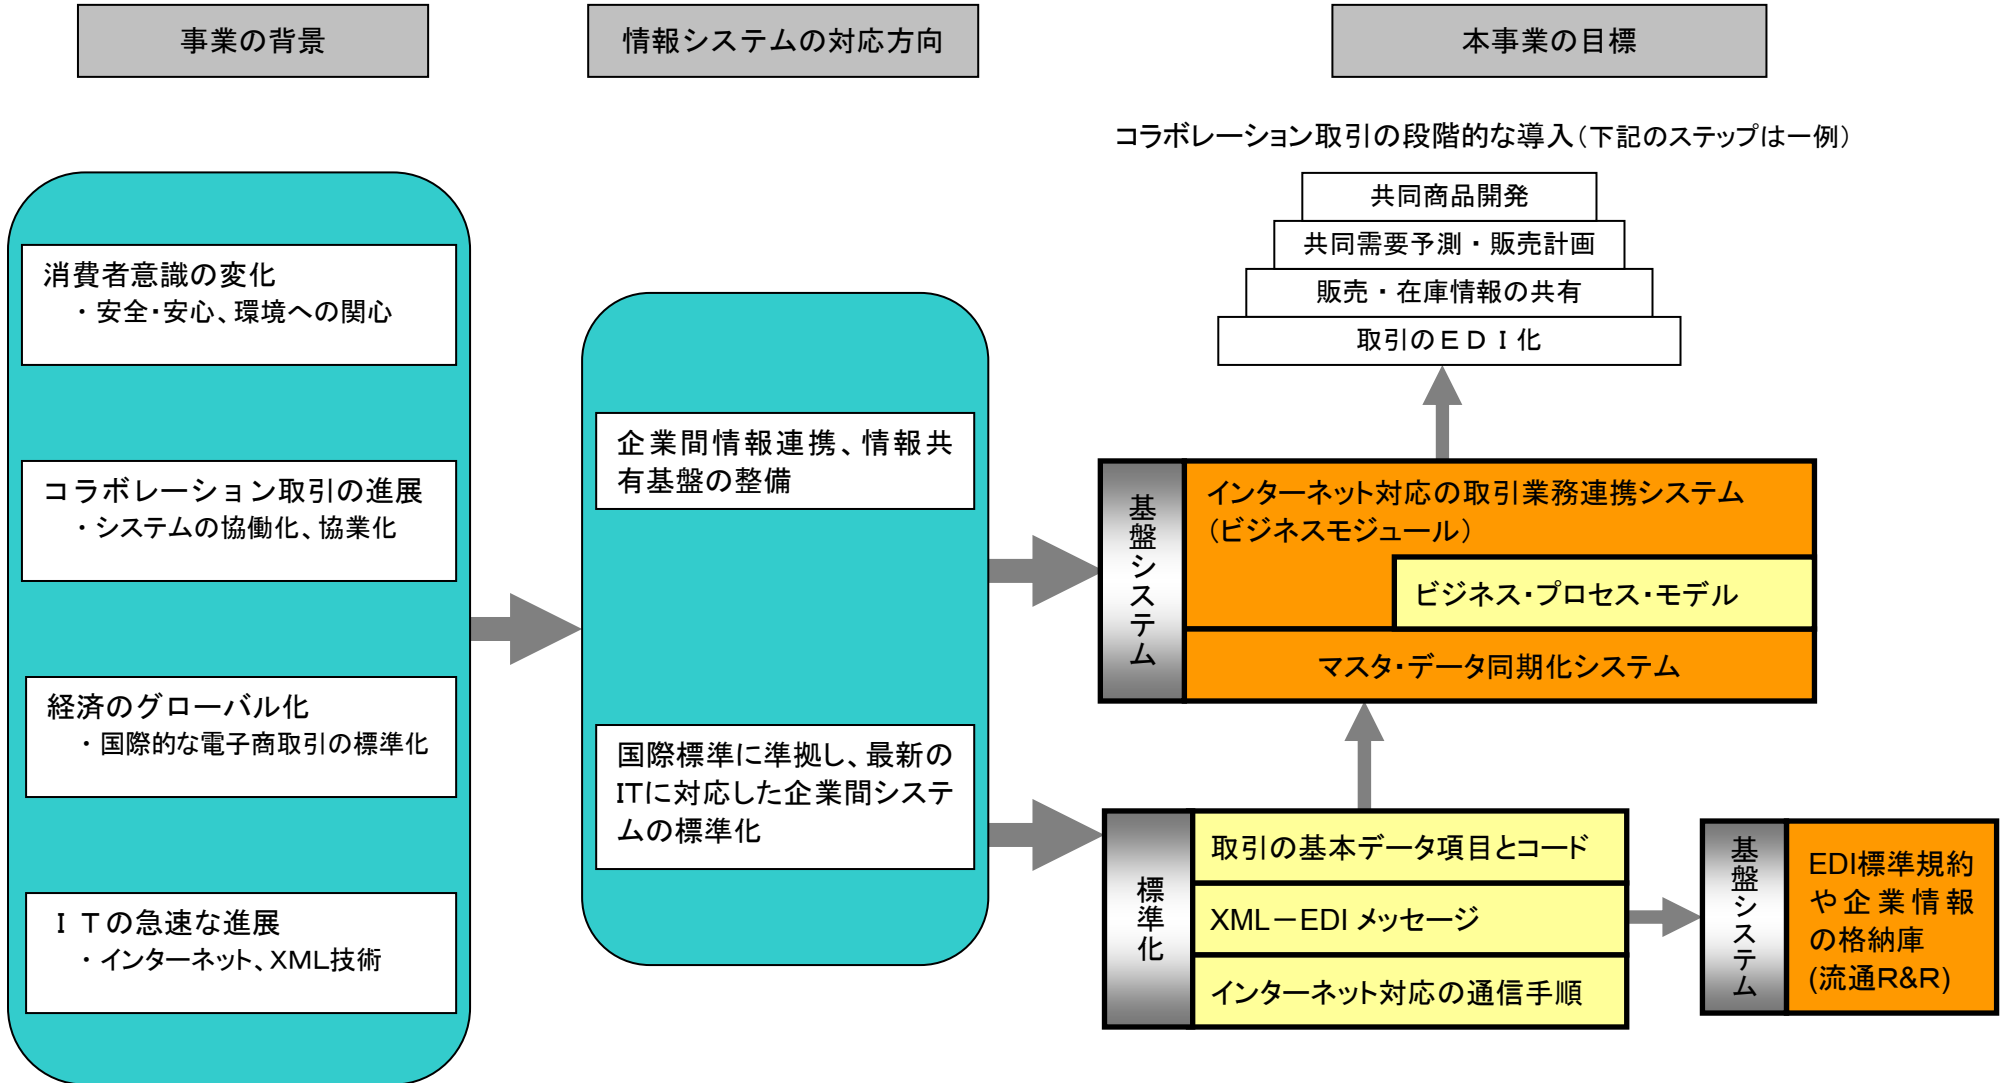 事業の背景
情報システムの対応方向
本事業の目標
消費者意識の変化
・安全・安心、環境への関心
コラボレーション取引の進展
・システムの協働化、協業化
経済のグローバル化
・国際的な電子商取引の標準化
ＩＴの急速な進展
・インターネット、XML技術
企業間情報連携、情報共
有基盤の整備
国際標準に準拠し、最新の
ITに対応した企業間システ
ムの標準化
コラボレーション取引の段階的な導入（下記のステップは一例）
共同商品開発
共同需要予測・販売計画
販売・在庫情報の共有
取引のＥＤＩ化
基盤システム
インターネット対応の取引業務連携システム
（ビジネスモジュール）
ビジネス・プロセス・モデル
マスタ・データ同期化システム
標準化
取引の基本データ項目とコード
XML－EDI メッセージ
インターネット対応の通信手順
基盤システム
EDI標準規約
や企業情報
の格納庫
(流通R&R)